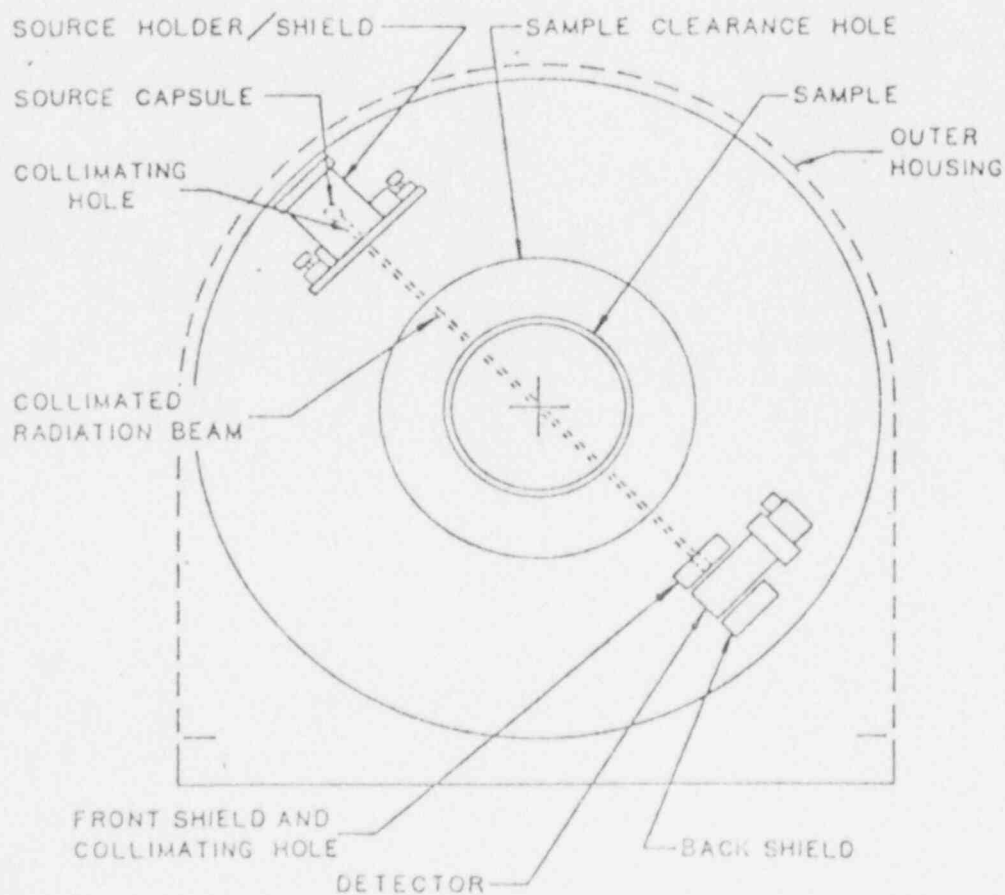 SOURCE HOLDER/SHIELD
SAMPLE CLEARANCE HOLE
SOURCE CAPSULE
SAMPLE
COLLIMATING
HOLE
OUTER
HOUSING
COLLIMATED
RADIATION BEAM
FRONT SHIELD AND
COLLIMATING HOLE
BACK SHIELD
DETECTOR